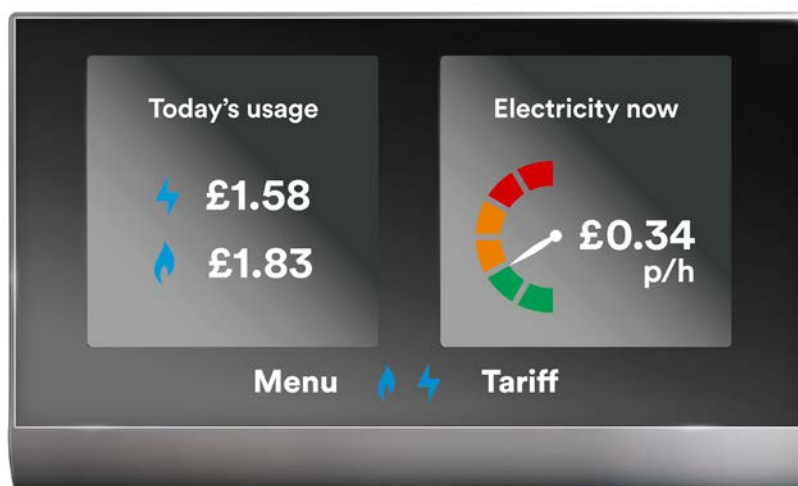 Today's usage
£1.58
£1.83
Electricity now
£0.34
p/h
Menu
Tariff